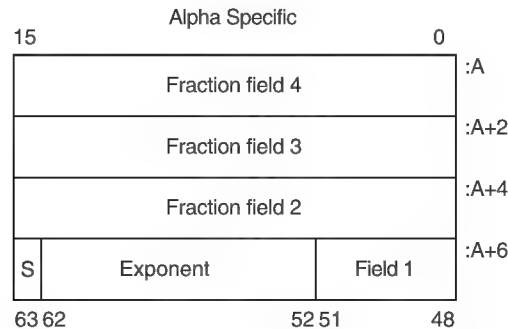 Alpha Specific
15 0
Fraction field 4 :A
Fraction field 3 :A+2
Fraction field 2 :A+4
S Exponent Field 1 :A+6
63 62 52 51 48